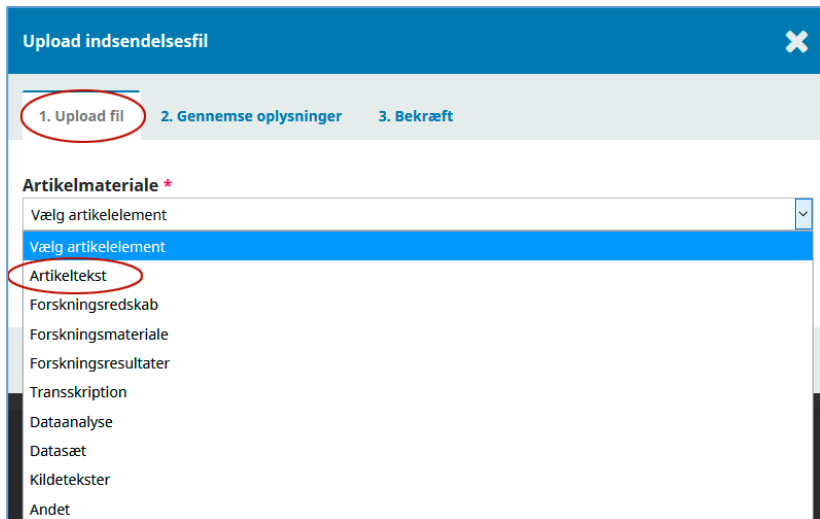 Upload indsendelsesfil
1. Upload fil 2. Gennemse oplysninger 3. Bekræft
Artikelmateriale *
Vælg artikelelement
Vælg artikelelement
Artikeltekst
Forskningsredskab
Forskningsmateriale
Forskningsresultater
Transskription
Dataanalyse
Datasæt
Kildetekster
Andet